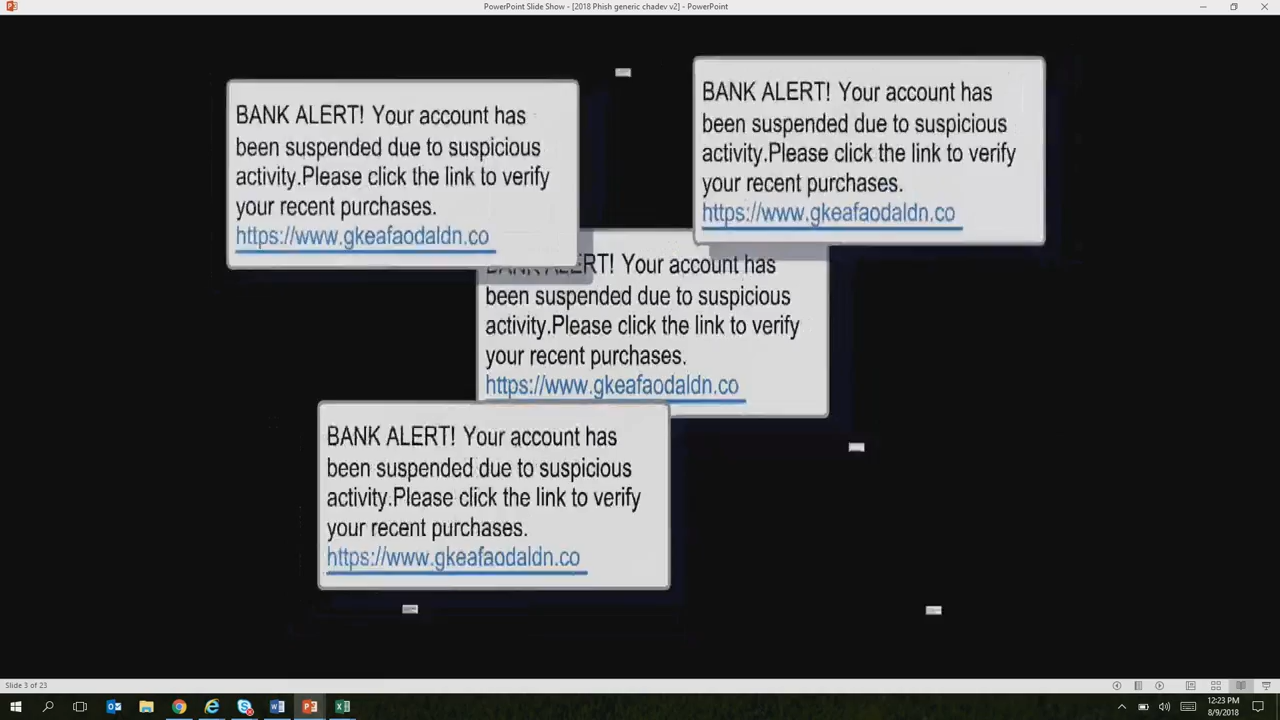 PowerPoint Slide Show - [2018 Phish generic chadev v2] - PowerPoint
BANK ALERT! Your account has
been suspended due to suspicious
activity.Please click the link to verify
your recent purchases.
https://www.gkeafaodaldn.co
BANK ALERT! Your account has
been suspended due to suspicious
activity.Please click the link to verify
your recent purchases.
https://www.gkeafaodaldn.co
BANK ALERT! Your account has
been suspended due to suspicious
activity.Please click the link to verify
your recent purchases.
https://www.gkeafaodaldn.co
BANK ALERT! Your account has
been suspended due to suspicious
activity.Please click the link to verify
your recent purchases.
https://www.gkeafaodaldn.co
Slide 3 of 23
12:23 PM
8/9/2018